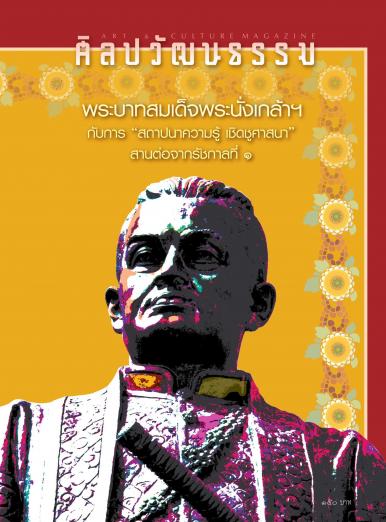 ART & CULTURE MAGAZINE
ศิลปวัฒนธรรม
พระบาทสมเด็จพระนั่งเกล้าฯ
กับการ “สถาปนาความรู้ เชิดชูศาสนา”
สานต่อจากรัชกาลที่ ๑
๑๕๐ บาท